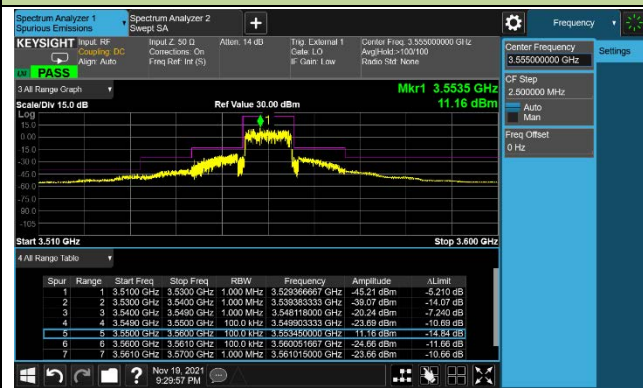 Spectrum Analyzer 1
Spurious Emissions
Spectrum Analyzer 2
Swept SA
+
Frequency
KEYSIGHT
Input: RF
Coupling: DC
Align: Auto
Input Z: 50 Ω
Corrections: On
Freq Ref: Int (S)
Atten: 14 dB
Trig: External 1
Gate: LO
IF Gain: Low
Center Freq: 3.555000000 GHz
Avg|Hold:>100/100
Radio Std: None
PASS
Center Frequency
3.555000000 GHz
Settings
CF Step
2.500000 MHz
Auto
Man
Freq Offset
0 Hz
3 All Range Graph
Scale/Div 15.0 dB
Ref Value 30.00 dBm
Mkr1 3.5535 GHz
11.16 dBm
Log
15.0
0.00
-15.0
-30.0
-45.0
-60.0
-75.0
-90.0
-105
1
Start 3.510 GHz
Stop 3.600 GHz
4 All Range Table
Spur Range Start Freq Stop Freq RBW Frequency Amplitude ΔLimit
1 1 3.5100 GHz 3.5300 GHz 1.000 MHz 3.529366667 GHz -45.21 dBm -5.210 dB
2 2 3.5300 GHz 3.5400 GHz 1.000 MHz 3.539383333 GHz -39.07 dBm -14.07 dB
3 3 3.5400 GHz 3.5490 GHz 1.000 MHz 3.548118000 GHz -20.24 dBm -7.240 dB
4 4 3.5490 GHz 3.5500 GHz 100.0 kHz 3.549903333 GHz -23.69 dBm -10.69 dB
5 5 3.5500 GHz 3.5600 GHz 100.0 kHz 3.553450000 GHz 11.16 dBm -14.84 dB
6 6 3.5600 GHz 3.5610 GHz 100.0 kHz 3.560051667 GHz -24.66 dBm -11.66 dB
7 7 3.5610 GHz 3.5700 GHz 1.000 MHz 3.561015000 GHz -23.66 dBm -10.66 dB
Nov 19, 2021
9:29:57 PM